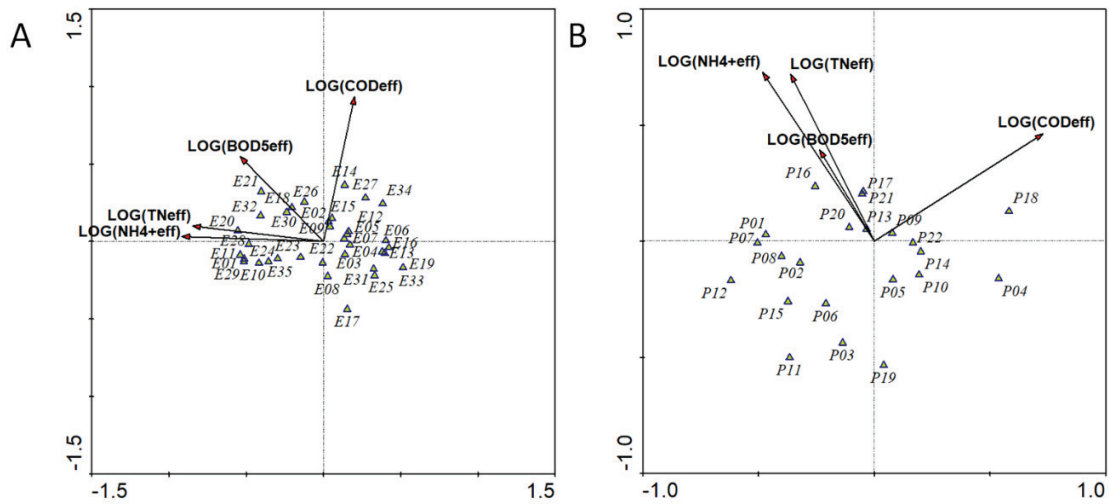 A
1.5
LOG(CODeff)
LOG(BOD5eff)
E14
E27
E21
E26
E34
E18
E02
E15
E32
E30
E12
LOG(TNeff)
E20
E09
E05
E06
LOG(NH4+eff)
E28
E07
E16
E11
E24
E23
E22
E04
E13
E01
E03
E19
E29
E10
E35
E31
E33
E08
E25
E17
-1.5
-1.5
1.5
B
1.0
LOG(NH4+eff)
LOG(TNeff)
LOG(CODeff)
LOG(BOD5eff)
P16
P17
P21
P18
P01
P20
P13
P09
P07
P22
P08
P02
P14
P12
P05
P10
P04
P15
P06
P03
P11
P19
-1.0
-1.0
1.0